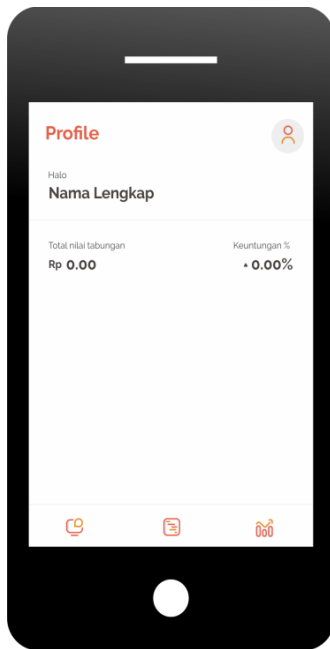 Profile
Halo
Nama Lengkap
Total nilai tabungan Keuntungan %
Rp 0.00 ▲ 0.00%